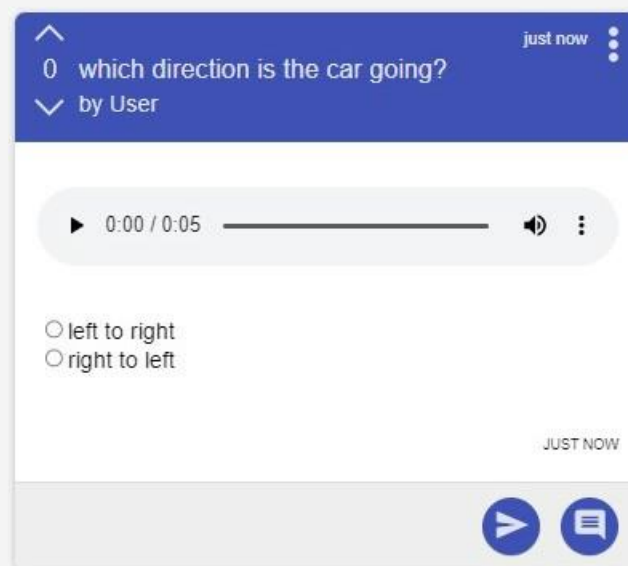 just now
0 which direction is the car going?
by User
0:00 / 0:05
left to right
right to left
JUST NOW